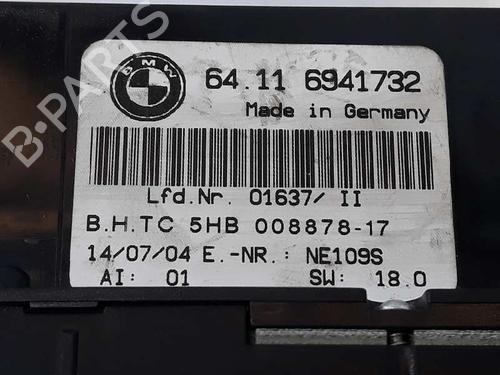 BMW
64.11 6941732
Made in Germany
Lfd.Nr. 01637/ II
B.H.TC 5HB 008878-17
14/07/04 E.-NR.: NE109S
AI: 01 SW: 18.0
B-PARTS